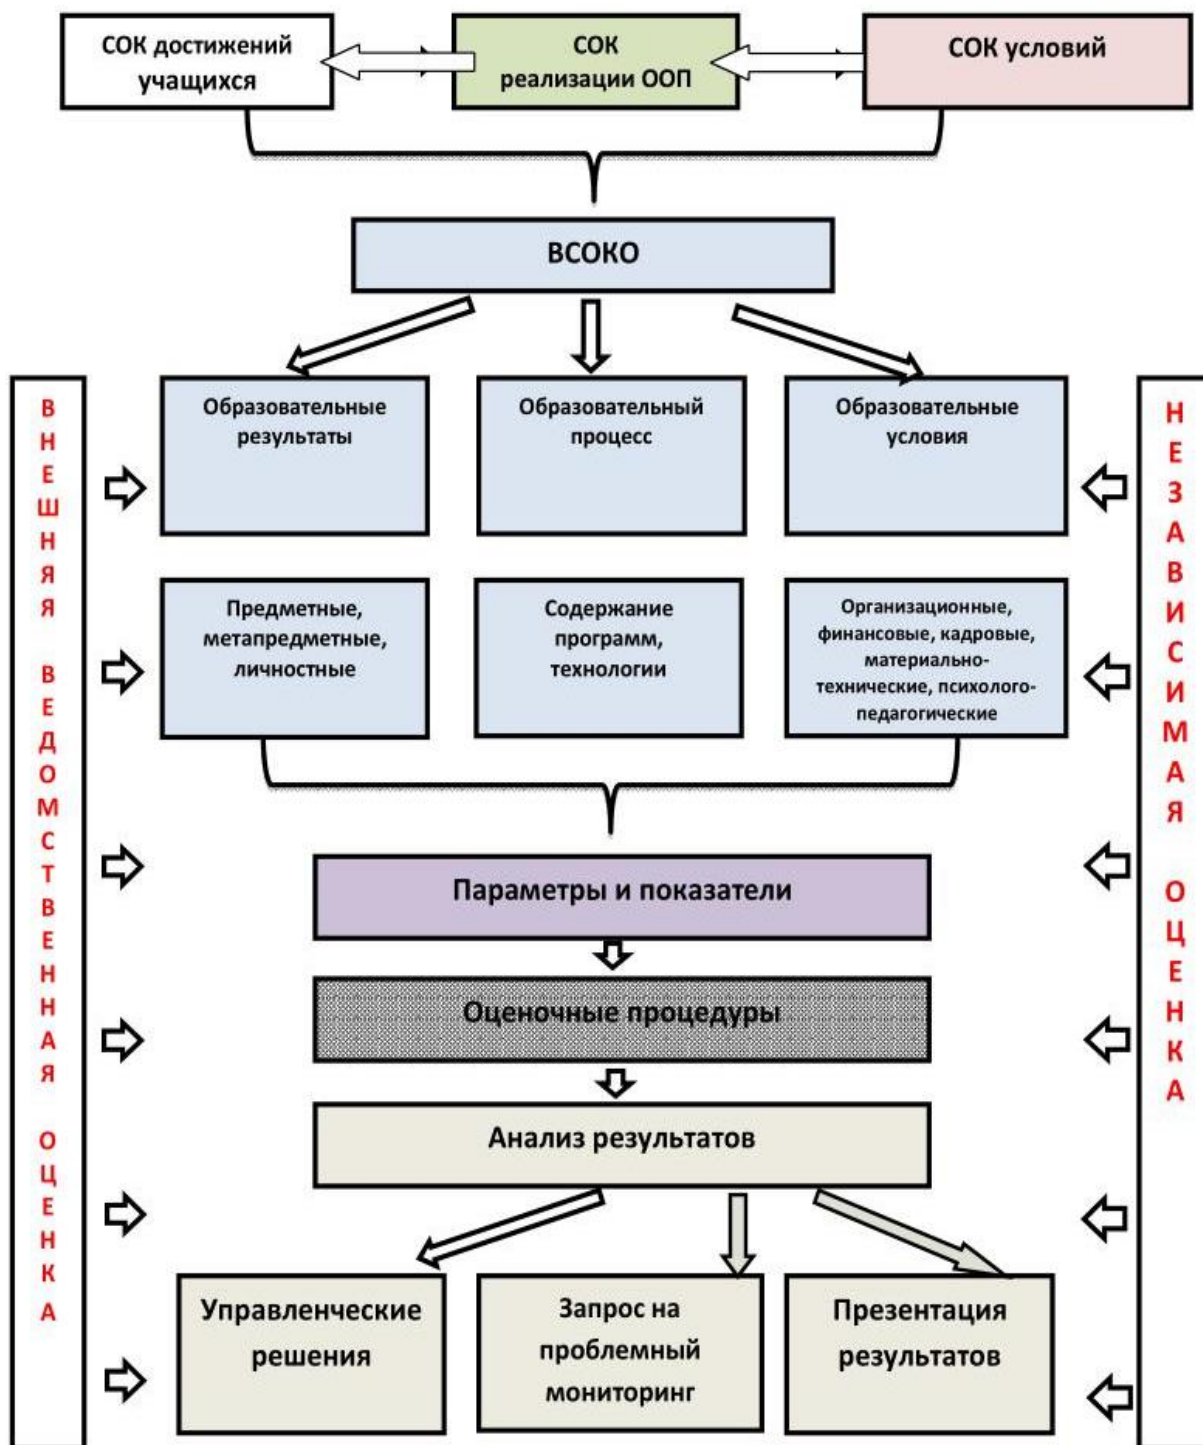 СОК достижений
учащихся
СОК
реализации ООП
СОК условий
ВСОКО
ВНЕШНЯЯ ВЕДОМСТВЕННАЯ ОЦЕНКА
Образовательные
результаты
Образовательный
процесс
Образовательные
условия
Предметные,
метапредметные,
личностные
Содержание
программ,
технологии
Организационные,
финансовые, кадровые,
материально-
технические, психолого-
педагогические
Параметры и показатели
Оценочные процедуры
Анализ результатов
Управленческие
решения
Запрос на
проблемный
мониторинг
Презентация
результатов
НЕЗАВИСИМАЯ ОЦЕНКА